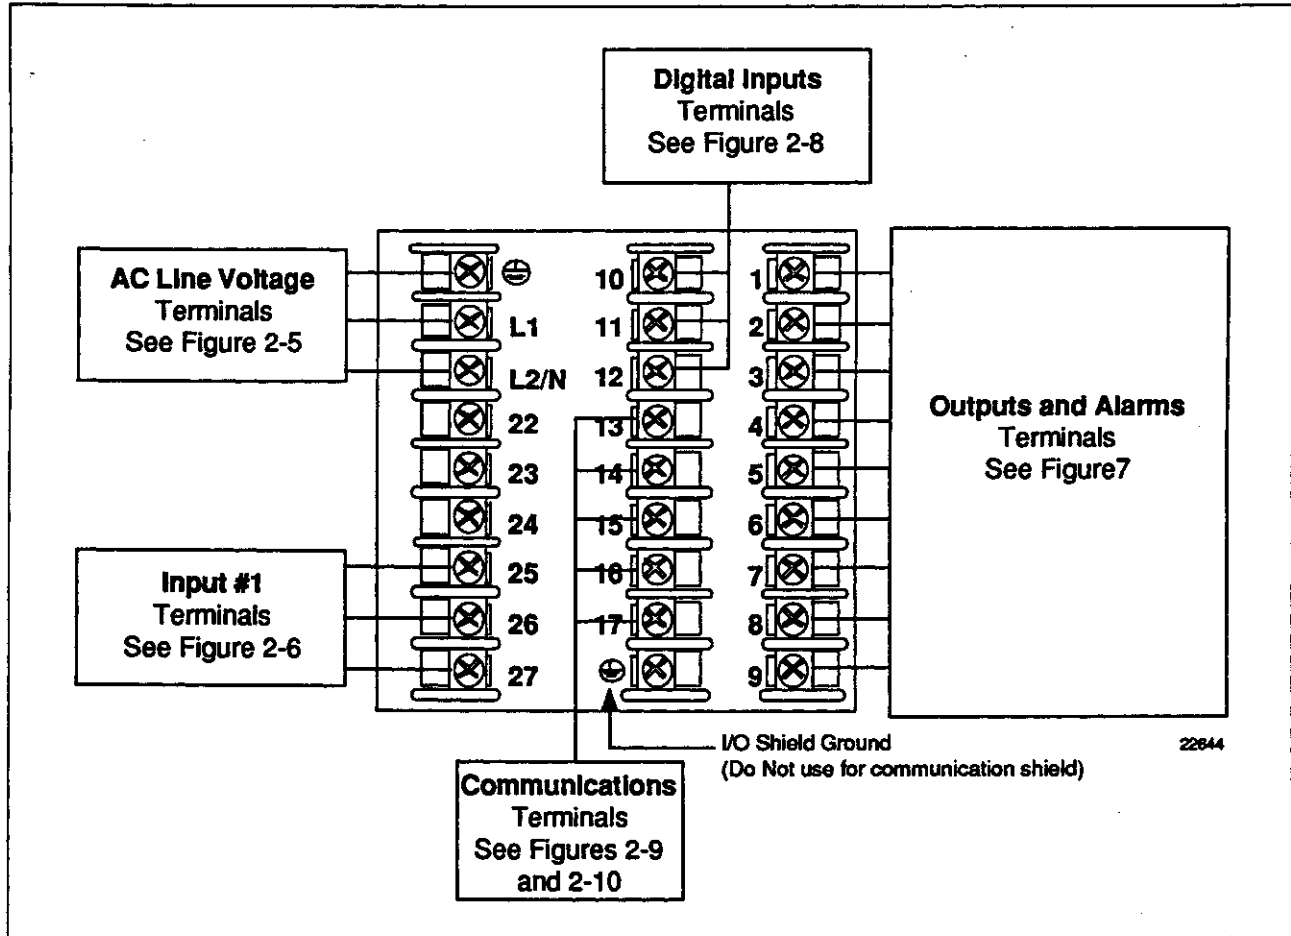 Digital Inputs
Terminals
See Figure 2-8
AC Line Voltage
Terminals
See Figure 2-5
10
1
L1
11
2
L2/N
12
3
22
13
4
23
14
5
24
15
6
25
16
7
26
17
8
27
9
Input #1
Terminals
See Figure 2-6
Outputs and Alarms
Terminals
See Figure7
I/O Shield Ground
(Do Not use for communication shield)
22644
Communications
Terminals
See Figures 2-9
and 2-10